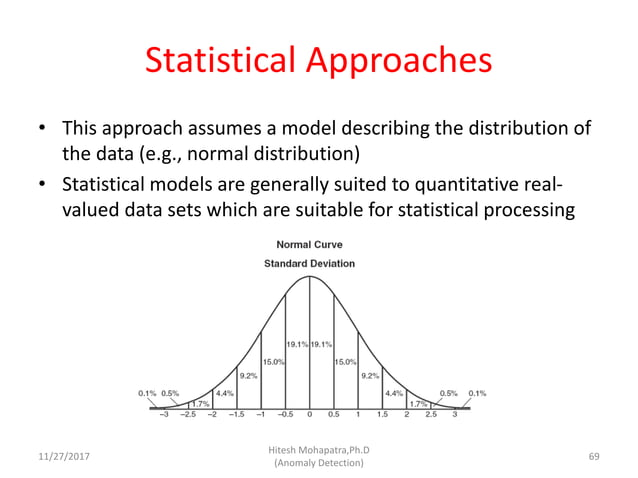 Statistical Approaches
• This approach assumes a model describing the distribution of
the data (e.g., normal distribution)
• Statistical models are generally suited to quantitative real-
valued data sets which are suitable for statistical processing
Normal Curve
Standard Deviation
19.1% 19.1%
15.0% 15.0%
9.2% 9.2%
0.1% 0.5% 4.4% 4.4% 0.5% 0.1%
1.7% 1.7%
−3 −2.5 −2 −1.5 −1 −0.5 0 0.5 1 1.5 2 2.5 3
11/27/2017
Hitesh Mohapatra,Ph.D
(Anomaly Detection)
69